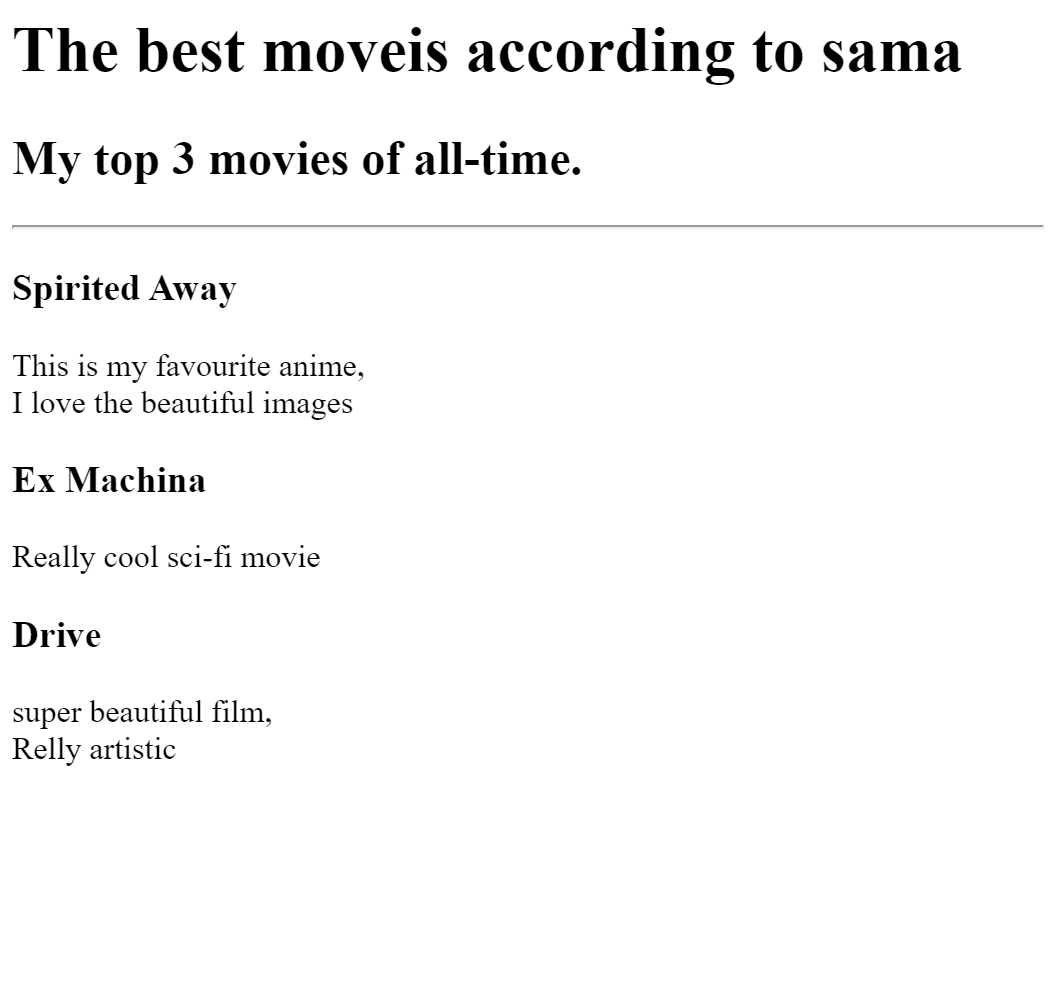 The best moveis according to sama
My top 3 movies of all-time.
Spirited Away
This is my favourite anime,
I love the beautiful images
Ex Machina
Really cool sci-fi movie
Drive
super beautiful film,
Relly artistic